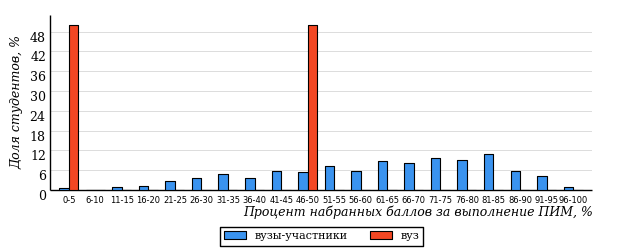 Доля студентов, %
48
42
36
30
24
18
12
6
0
0-5 6-10 11-15 16-20 21-25 26-30 31-35 36-40 41-45 46-50 51-55 56-60 61-65 66-70 71-75 76-80 81-85 86-90 91-95 96-100
Процент набранных баллов за выполнение ПИМ, %
вузы-участники вуз